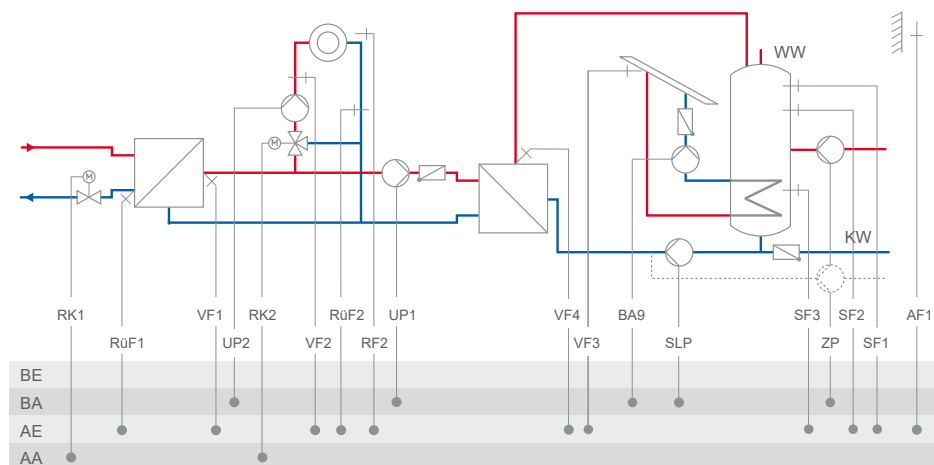 WW
M
M
KW
RK1 VF1 RK2 RüF2 UP1 VF4 BA9 SF3 SF2 AF1
RüF1 UP2 VF2 RF2 VF3 SLP ZP SF1
BE
BA
AE
AA